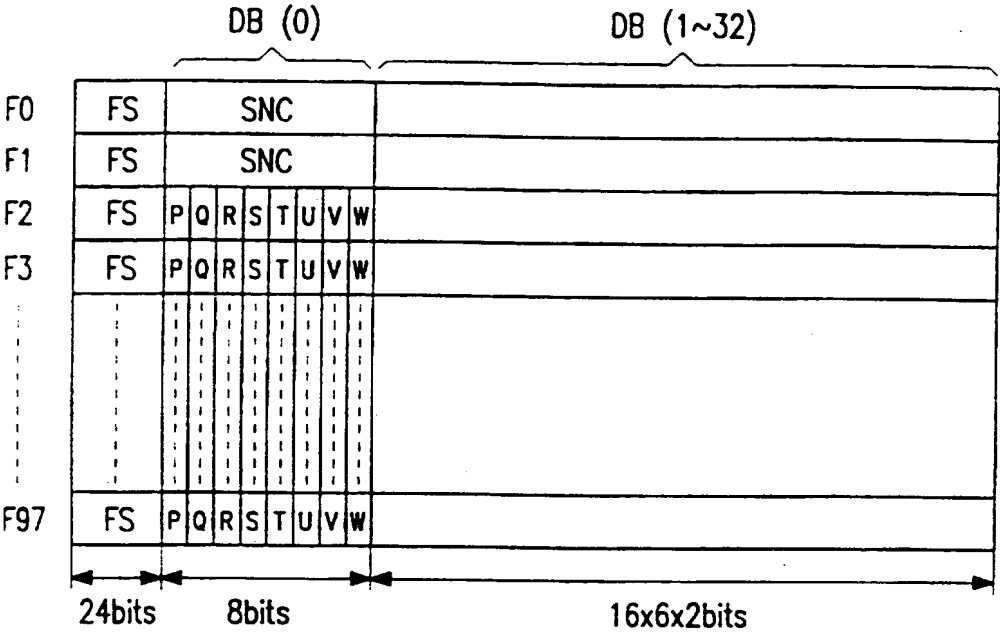 DB (0) DB (1~32)
F0 FS SNC
F1 FS SNC
F2 FS P Q R S T U V W
F3 FS P Q R S T U V W
F97 FS P Q R S T U V W
24bits 8bits 16x6x2bits